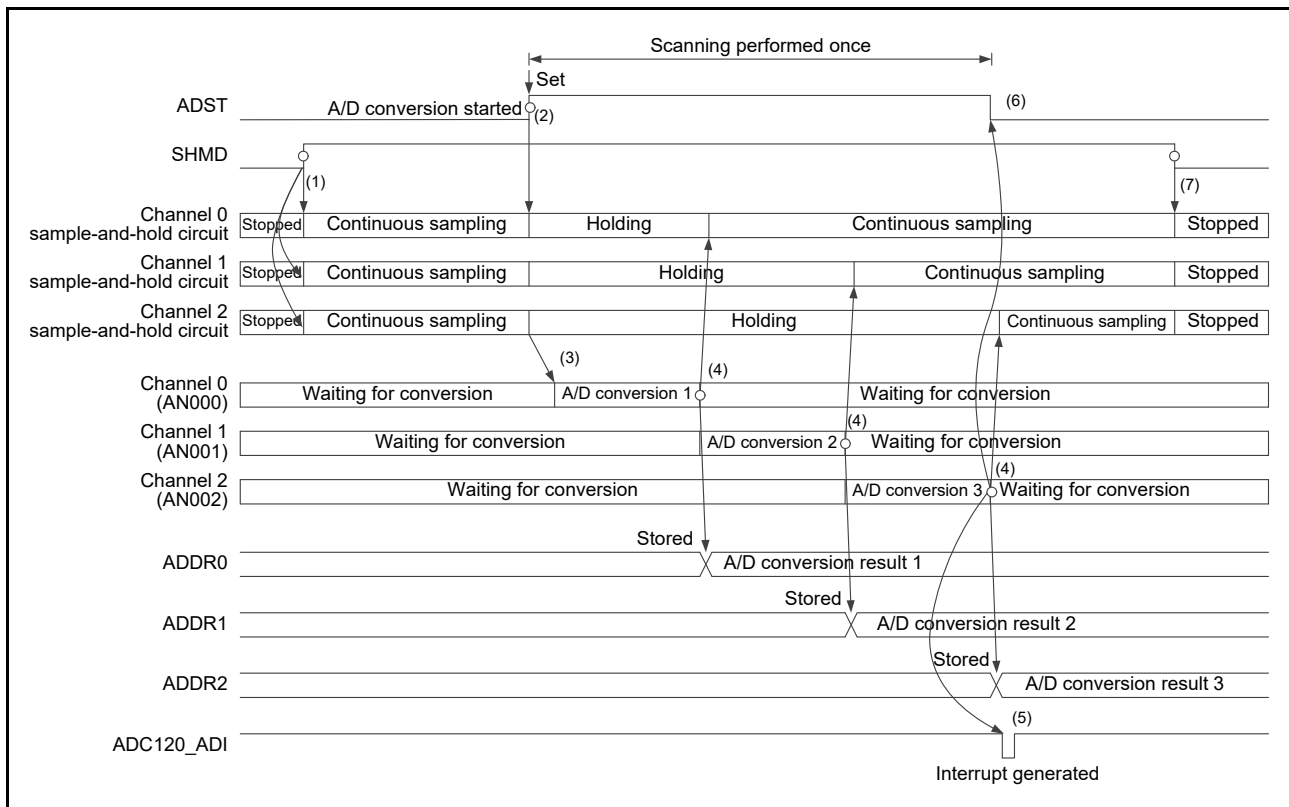 Scanning performed once
Set
ADST
A/D conversion started
(2)
(6)
SHMD
(1)
(7)
Channel 0
sample-and-hold circuit
Stopped
Continuous sampling
Holding
Continuous sampling
Stopped
Channel 1
sample-and-hold circuit
Stopped
Continuous sampling
Holding
Continuous sampling
Stopped
Channel 2
sample-and-hold circuit
Stopped
Continuous sampling
Holding
Continuous sampling
Stopped
(3)
(4)
Channel 0
(AN000)
Waiting for conversion
A/D conversion 1
Waiting for conversion
(4)
Channel 1
(AN001)
Waiting for conversion
A/D conversion 2
Waiting for conversion
(4)
Channel 2
(AN002)
Waiting for conversion
A/D conversion 3
Waiting for conversion
Stored
ADDR0
A/D conversion result 1
Stored
ADDR1
A/D conversion result 2
Stored
ADDR2
A/D conversion result 3
(5)
ADC120_ADI
Interrupt generated